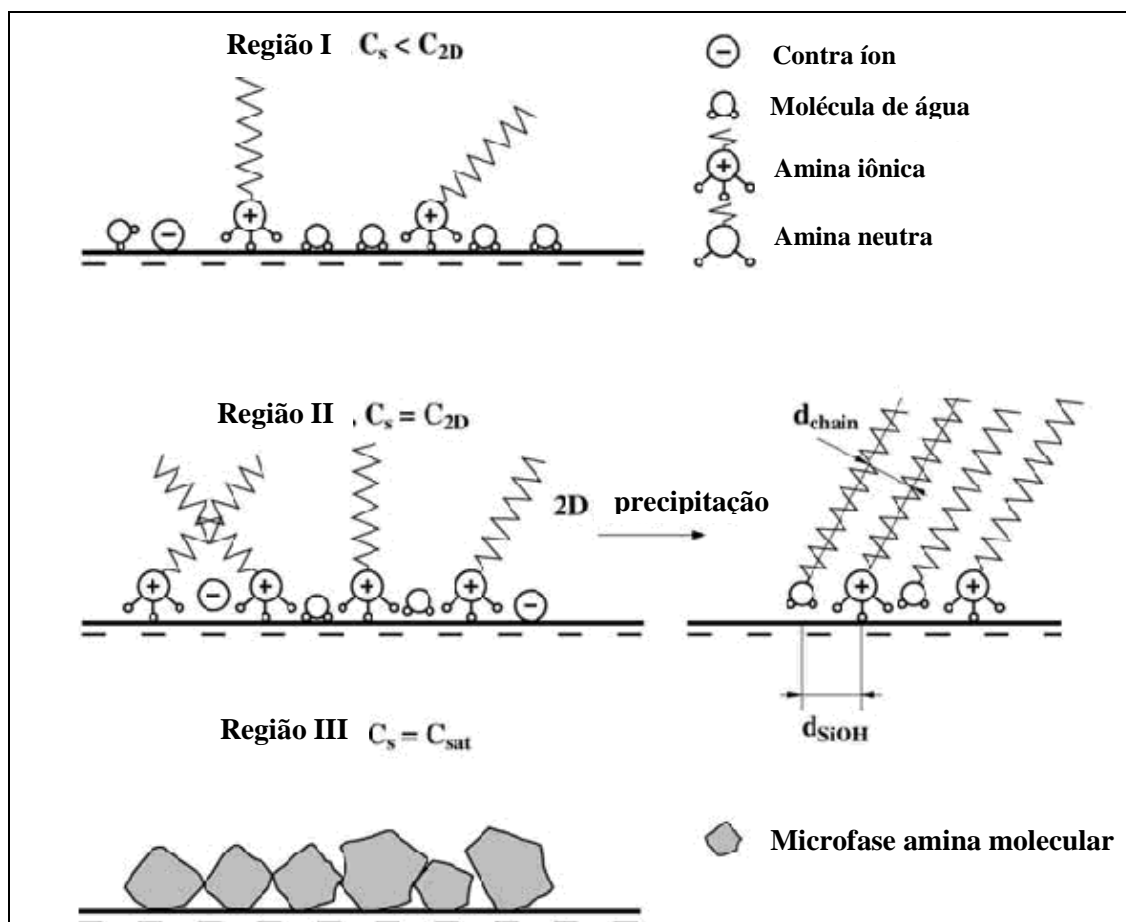 Região I C_s < C_2D
Contra íon
Molécula de água
Amina iônica
Amina neutra
Região II , C_s = C_2D
d_chain
2D precipitação
d_SiOH
Região III C_s = C_sat
Microfase amina molecular